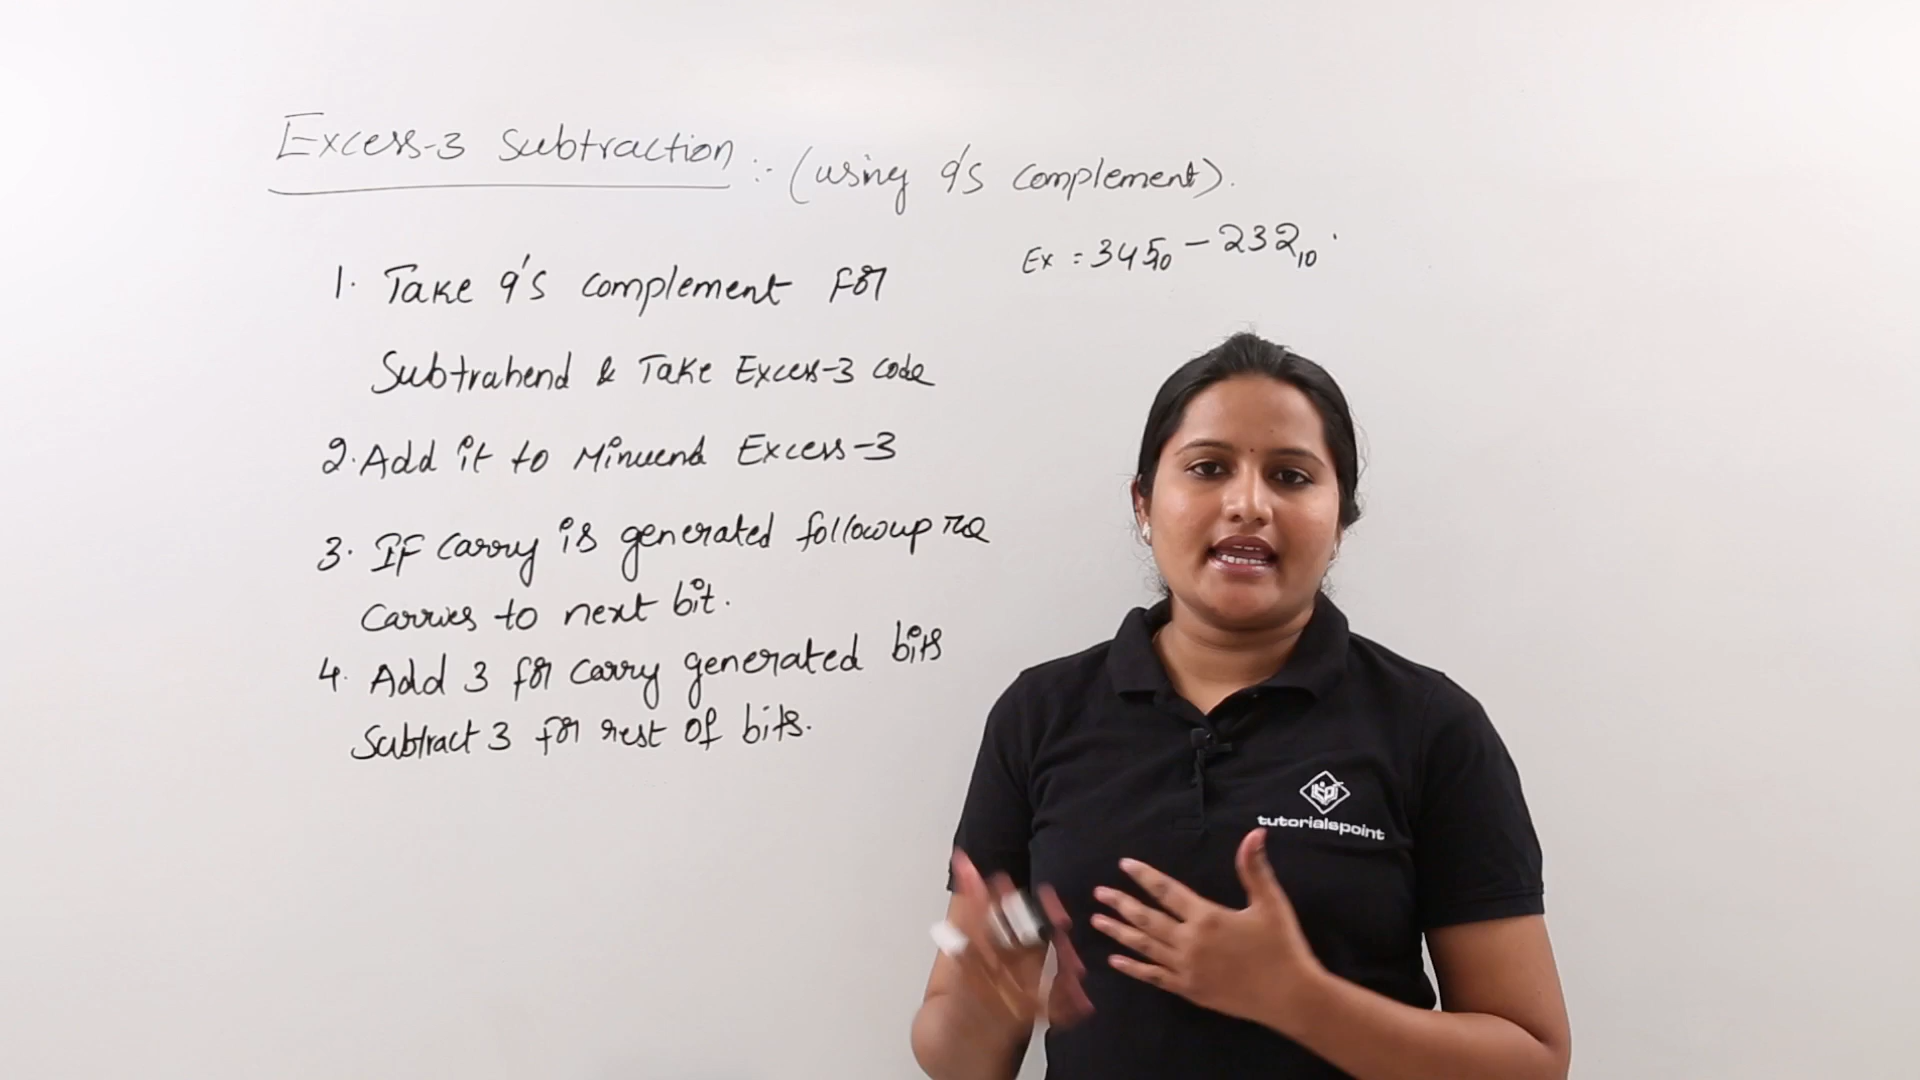 Excess-3 Subtraction :- (using 9's complement).
Ex = 345₁₀ - 232₁₀.
1. Take 9's complement for
Subtrahend & Take Excess-3 code
2. Add it to Minuend Excess-3
3. If carry is generated followup the
carries to next bit.
4. Add 3 for carry generated bits
Subtract 3 for rest of bits.
tutorialspoint